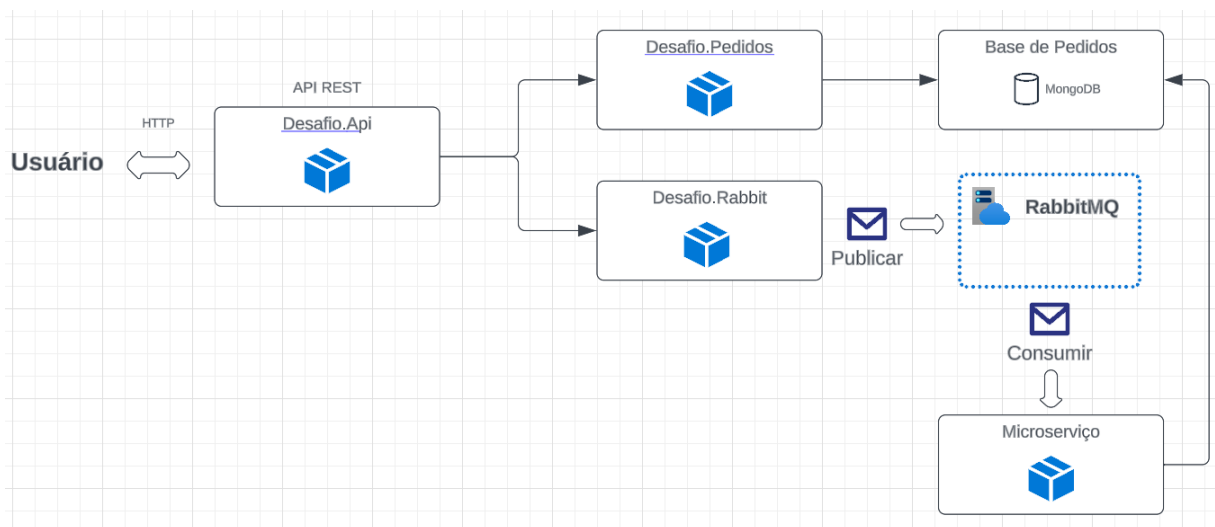 Usuário
HTTP
API REST
Desafio.Api
Desafio.Pedidos
Base de Pedidos
MongoDB
Desafio.Rabbit
Publicar
RabbitMQ
Consumir
Microserviço